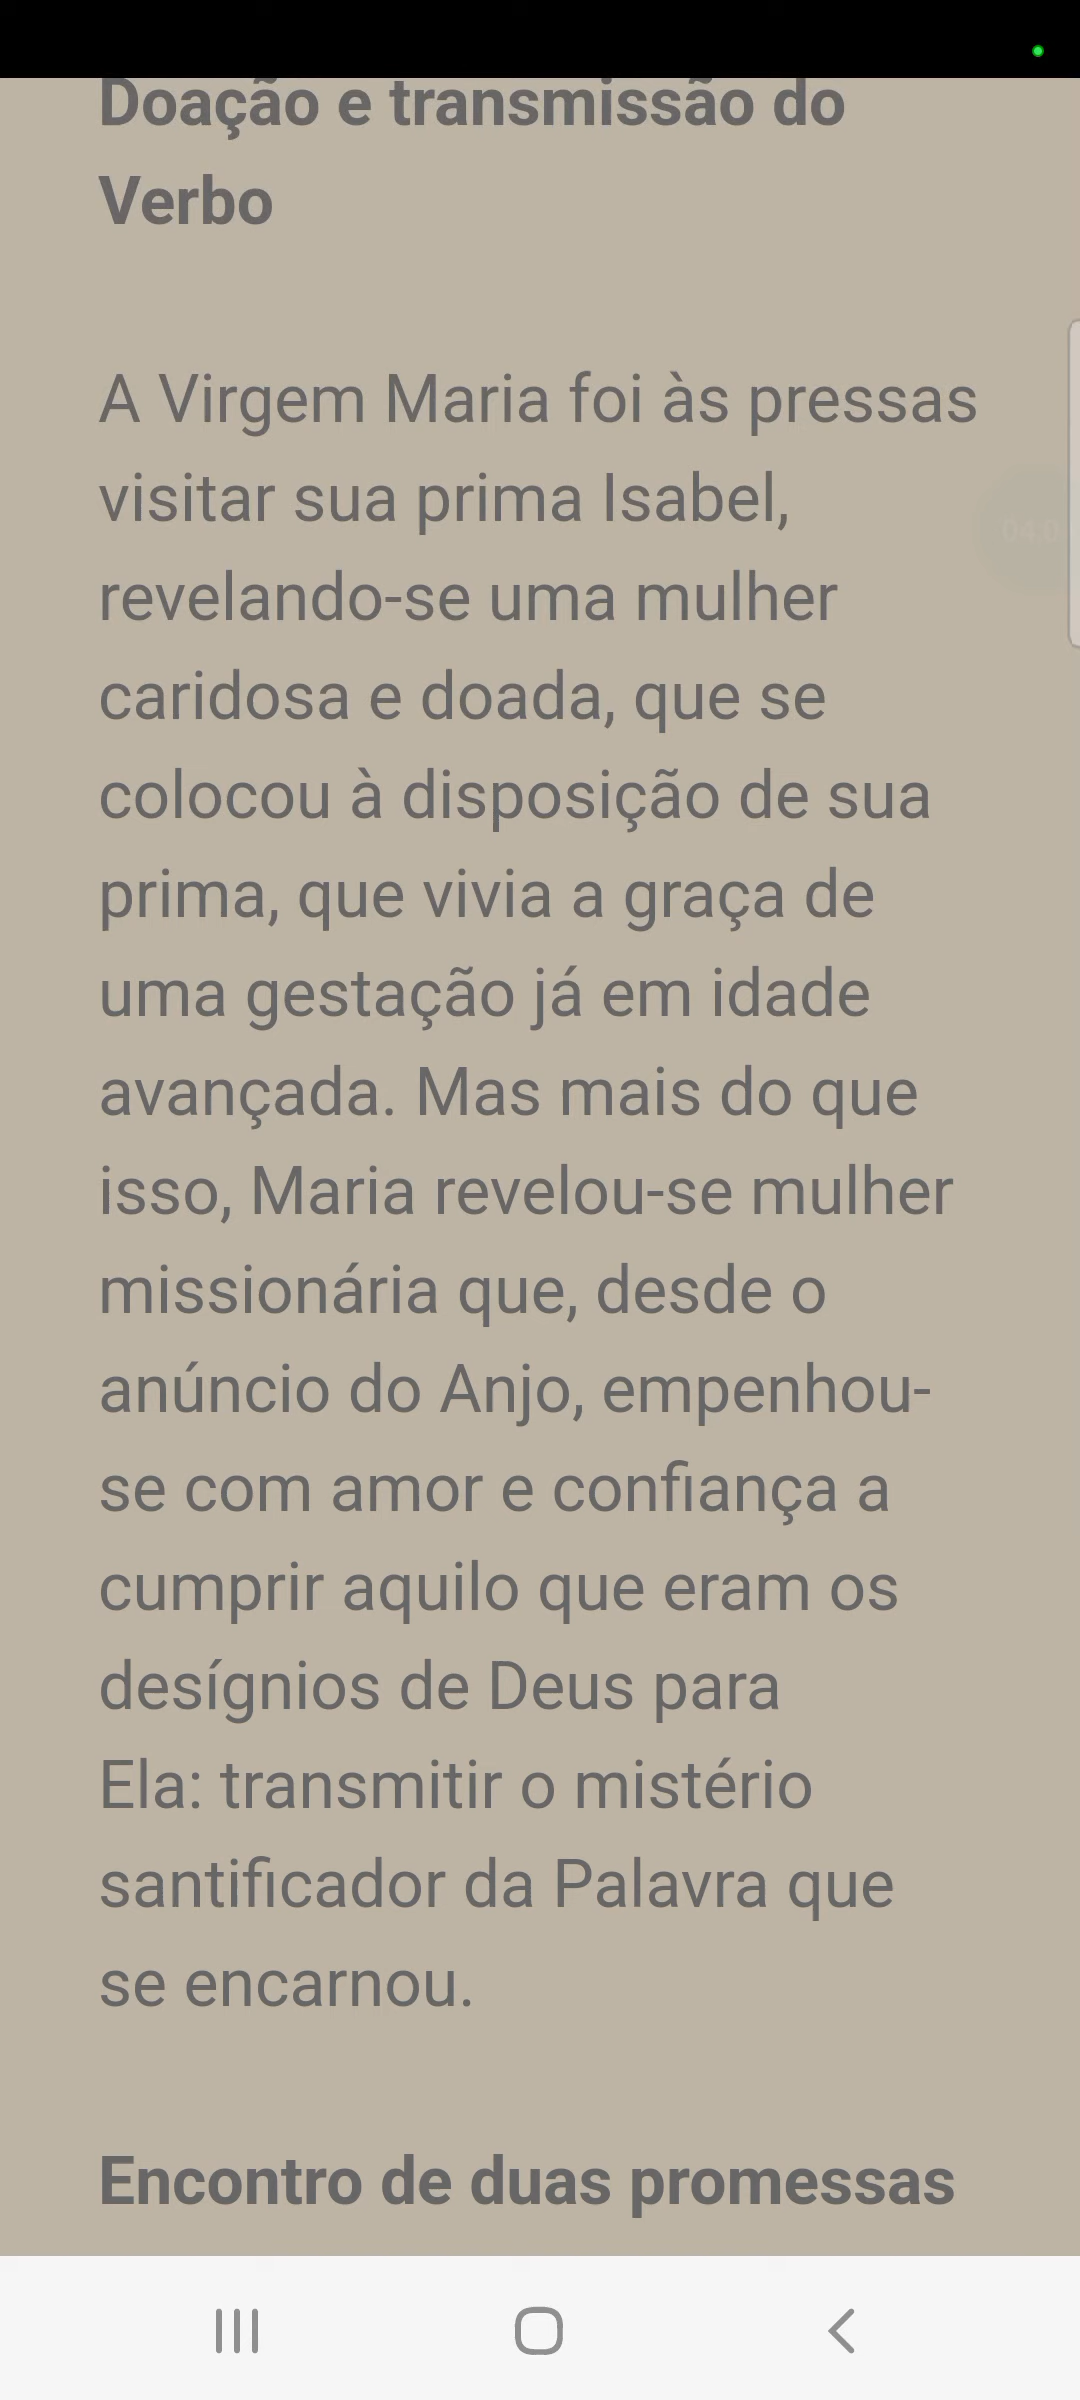 Doação e transmissão do
Verbo
A Virgem Maria foi às pressas
visitar sua prima Isabel,
revelando-se uma mulher
caridosa e doada, que se
colocou à disposição de sua
prima, que vivia a graça de
uma gestação já em idade
avançada. Mas mais do que
isso, Maria revelou-se mulher
missionária que, desde o
anúncio do Anjo, empenhou-
se com amor e confiança a
cumprir aquilo que eram os
desígnios de Deus para
Ela: transmitir o mistério
santificador da Palavra que
se encarnou.
Encontro de duas promessas